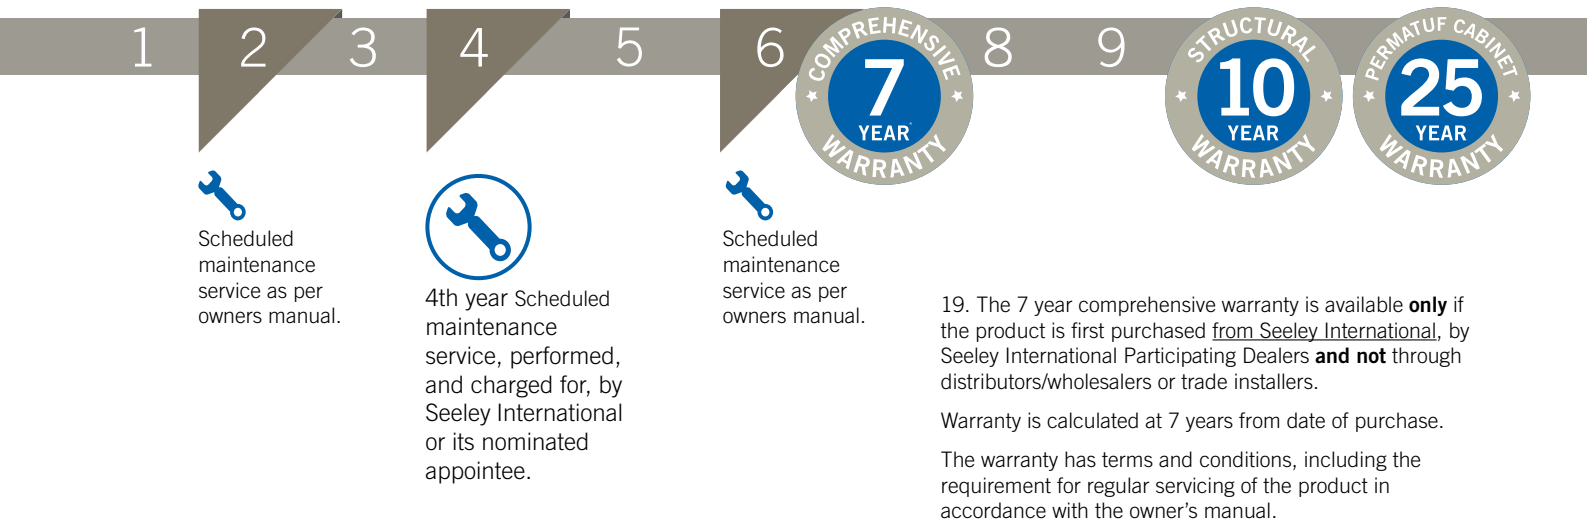 1 2 3 4 5 6 8 9
COMPREHENSIVE
7
YEAR
WARRANTY
STRUCTURAL
10
YEAR
WARRANTY
PERMATUF CABINET
25
YEAR
WARRANTY
Scheduled
maintenance
service as per
owners manual.
4th year Scheduled
maintenance
service, performed,
and charged for, by
Seeley International
or its nominated
appointee.
Scheduled
maintenance
service as per
owners manual.
19. The 7 year comprehensive warranty is available only if
the product is first purchased from Seeley International, by
Seeley International Participating Dealers and not through
distributors/wholesalers or trade installers.
Warranty is calculated at 7 years from date of purchase.
The warranty has terms and conditions, including the
requirement for regular servicing of the product in
accordance with the owner’s manual.